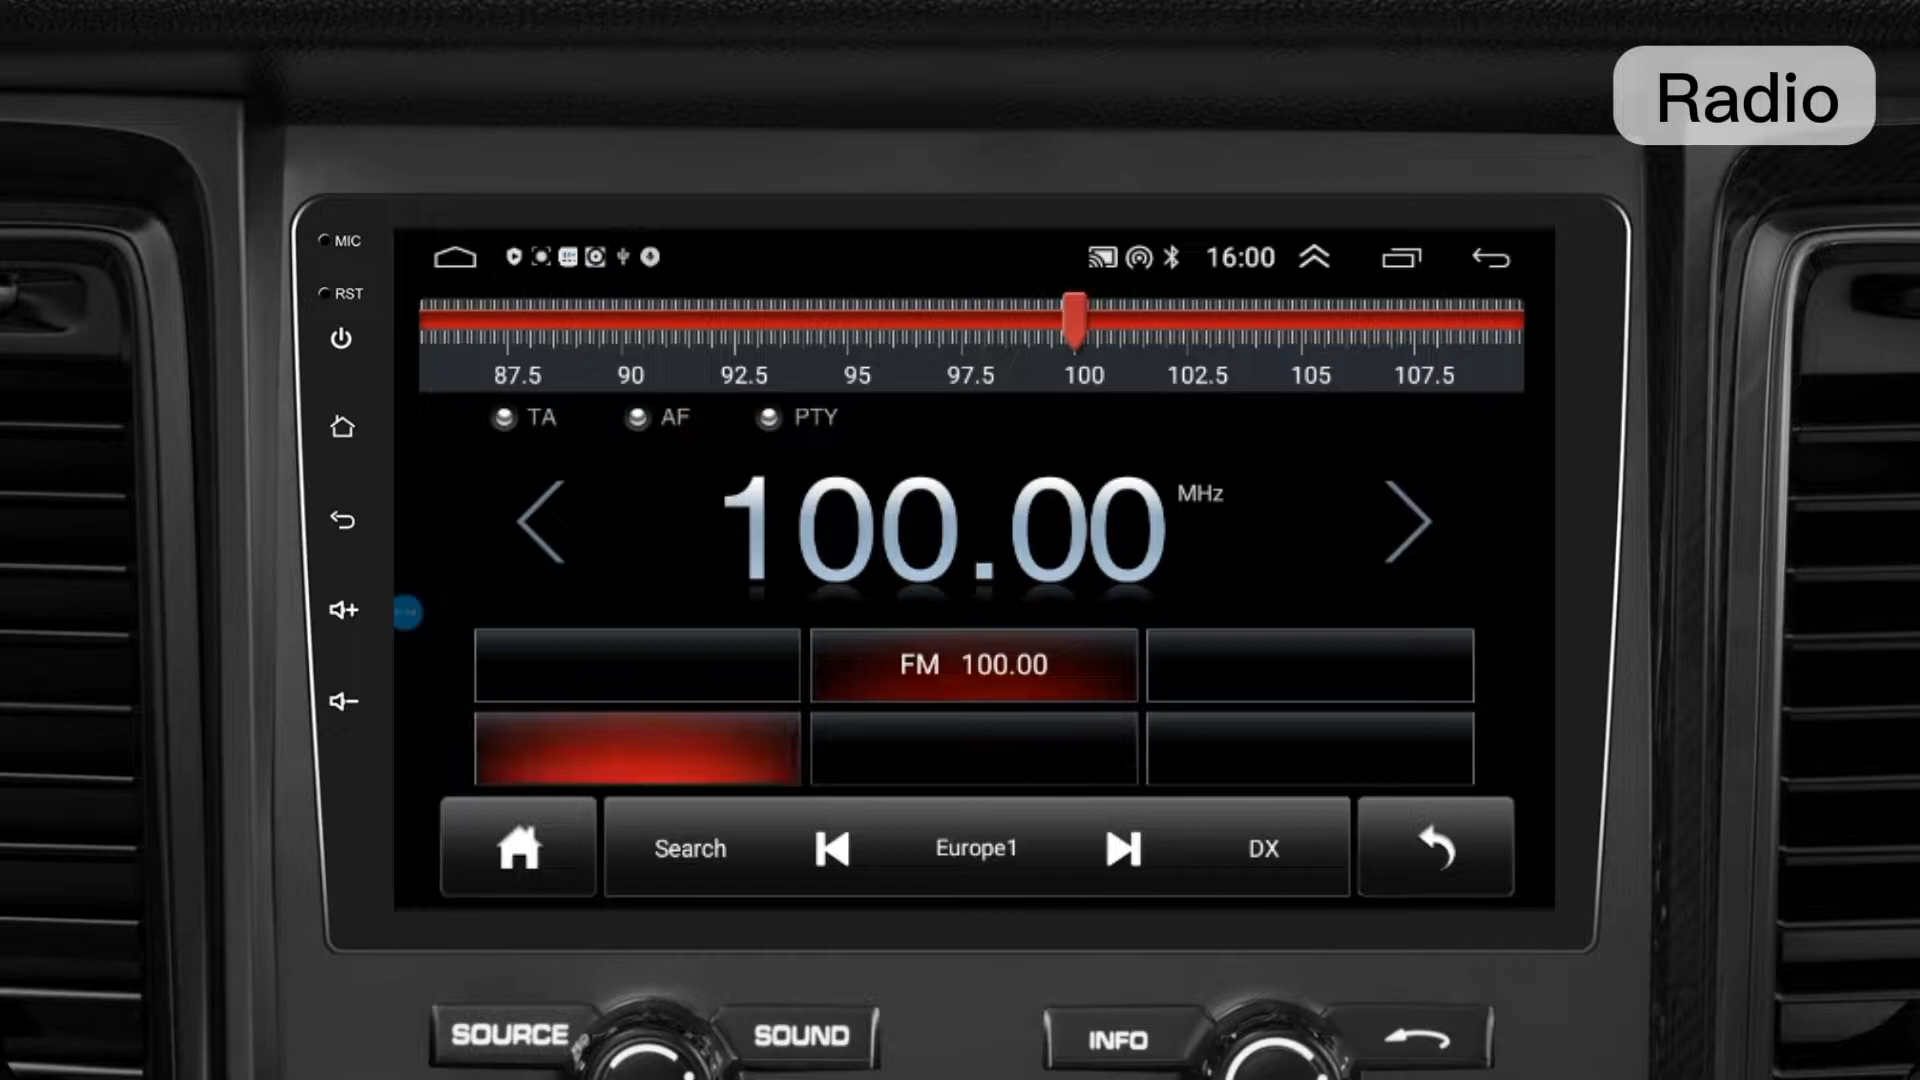 Radio
MIC
RST
16:00
87.5 90 92.5 95 97.5 100 102.5 105 107.5
TA AF PTY
100.00 MHz
FM 100.00
Search Europe1 DX
SOURCE SOUND INFO